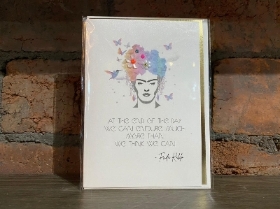 AT THE END OF THE DAY
WE CAN ENDURE MUCH
MORE THAN
WE THINK WE CAN
- Frida Kahlo